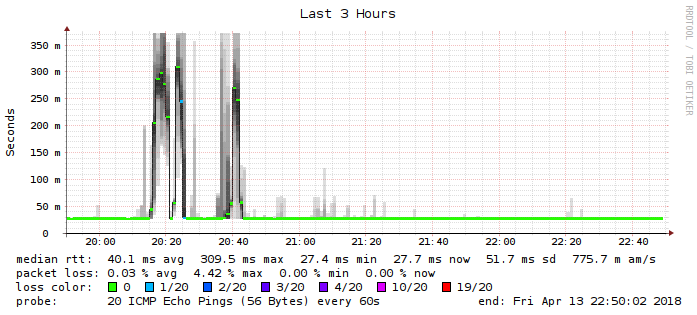 Last 3 Hours
RRDTOOL / TOBI OETIKER
Seconds
350 m
300 m
250 m
200 m
150 m
100 m
50 m
0
20:00 20:20 20:40 21:00 21:20 21:40 22:00 22:20 22:40
median rtt: 40.1 ms avg 309.5 ms max 27.4 ms min 27.7 ms now 51.7 ms sd 775.7 m am/s
packet loss: 0.03 % avg 4.42 % max 0.00 % min 0.00 % now
loss color: 0 1/20 2/20 3/20 4/20 10/20 19/20
probe: 20 ICMP Echo Pings (56 Bytes) every 60s end: Fri Apr 13 22:50:02 2018